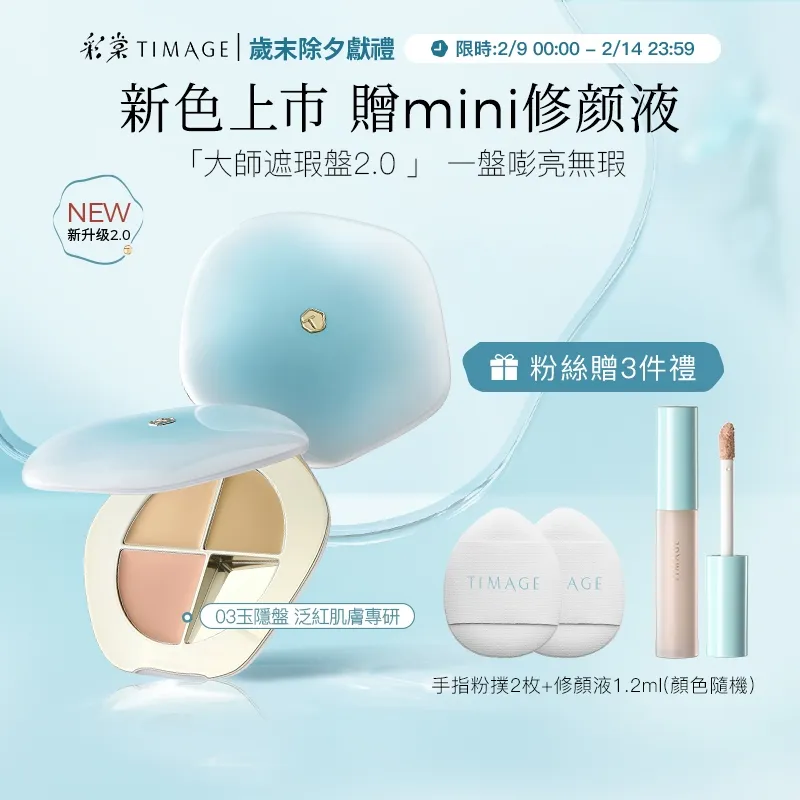 彩棠 TIMAGE | 歲末除夕獻禮 限時:2/9 00:00 – 2/14 23:59
新色上市 贈mini修颜液
「大師遮瑕盤2.0 」 一盤嘭亮無瑕
NEW
新升级2.0
粉絲贈3件禮
TIMAGE
AGE
TIMAGE
03玉隱盤 泛紅肌膚專研
手指粉撲2枚+修顏液1.2ml(顏色隨機)